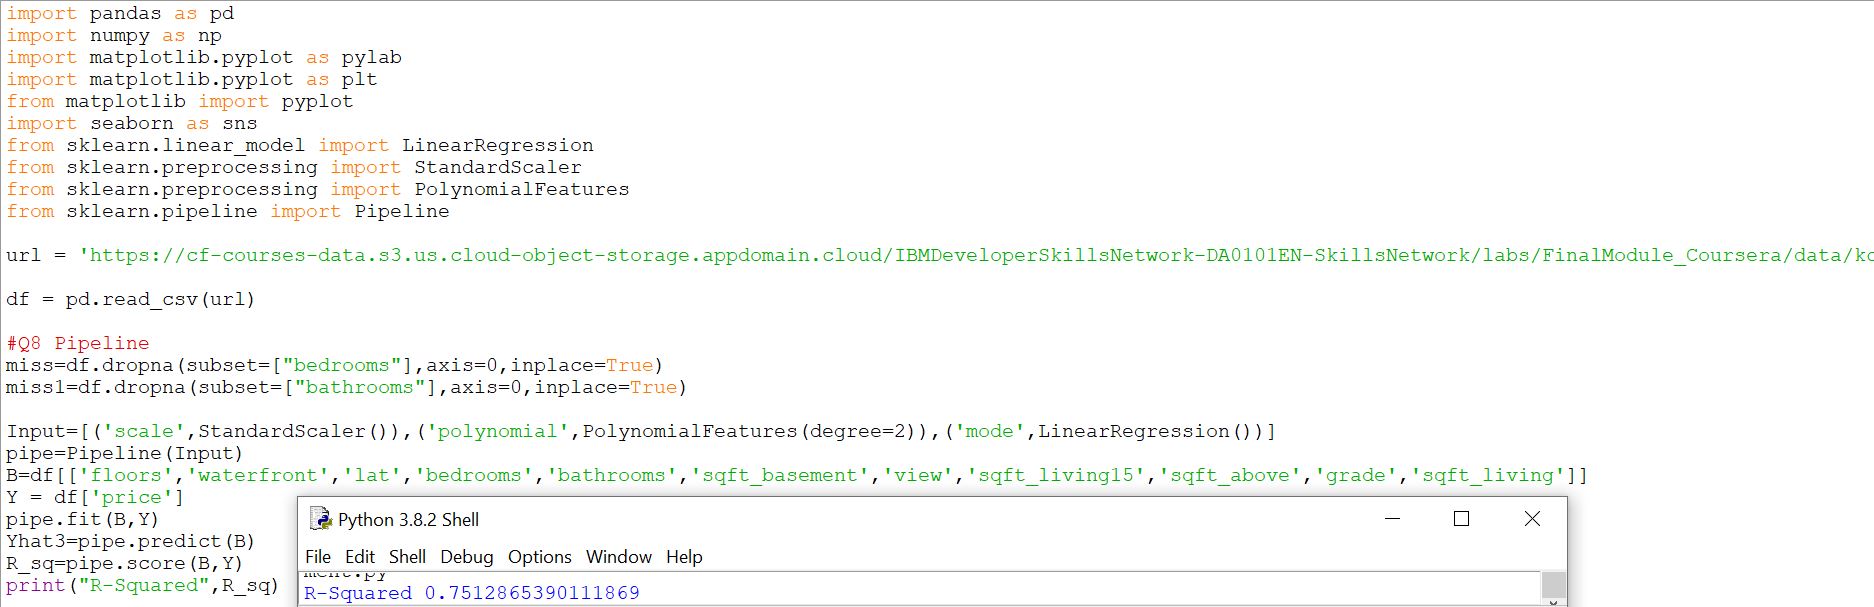 import pandas as pd
import numpy as np
import matplotlib.pyplot as pylab
import matplotlib.pyplot as plt
from matplotlib import pyplot
import seaborn as sns
from sklearn.linear_model import LinearRegression
from sklearn.preprocessing import StandardScaler
from sklearn.preprocessing import PolynomialFeatures
from sklearn.pipeline import Pipeline
url = 'https://cf-courses-data.s3.us.cloud-object-storage.appdomain.cloud/IBMDeveloperSkillsNetwork-DA0101EN-SkillsNetwork/labs/FinalModule_Coursera/data/kc
df = pd.read_csv(url)
#Q8 Pipeline
miss=df.dropna(subset=["bedrooms"],axis=0,inplace=True)
miss1=df.dropna(subset=["bathrooms"],axis=0,inplace=True)
Input=[('scale',StandardScaler()),('polynomial',PolynomialFeatures(degree=2)),('mode',LinearRegression())]
pipe=Pipeline(Input)
B=df[['floors','waterfront','lat','bedrooms','bathrooms','sqft_basement','view','sqft_living15','sqft_above','grade','sqft_living']]
Y = df['price']
pipe.fit(B,Y)
Yhat3=pipe.predict(B)
R_sq=pipe.score(B,Y)
print("R-Squared",R_sq)
Python 3.8.2 Shell
File Edit Shell Debug Options Window Help
ment.py
R-Squared 0.7512865390111869